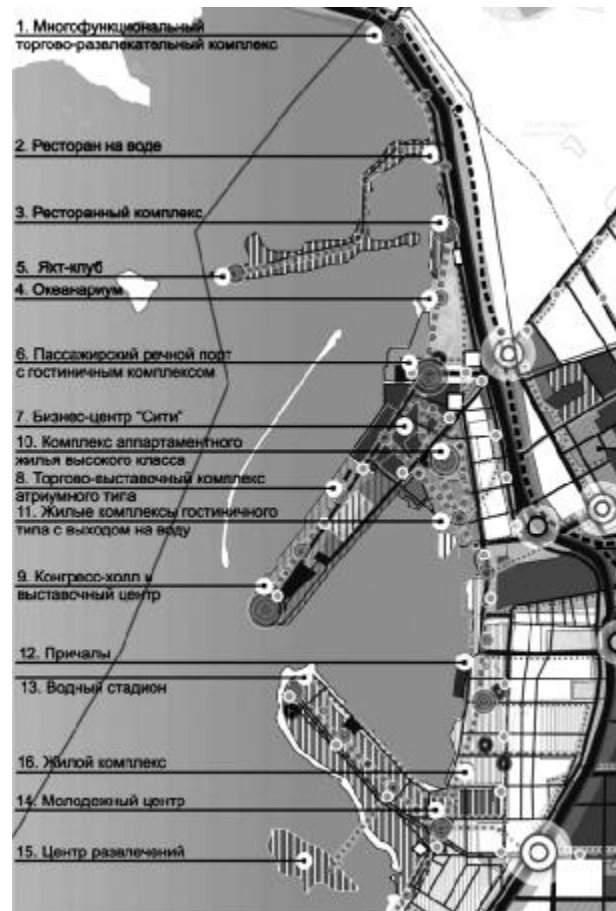 1. Многофункциональный
торгово-развлекательный комплекс
2. Ресторан на воде
3. Ресторанный комплекс
5. Яхт-клуб
4. Океанариум
6. Пассажирский речной порт
с гостиничным комплексом
7. Бизнес-центр "Сити"
10. Комплекс аппартаментного
жилья высокого класса
8. Торгово-выставочный комплекс
атриумного типа
11. Жилые комплексы гостиничного
типа с выходом на воду
9. Конгресс-холл и
выставочный центр
12. Причалы
13. Водный стадион
16. Жилой комплекс
14. Молодежный центр
15. Центр развлечений